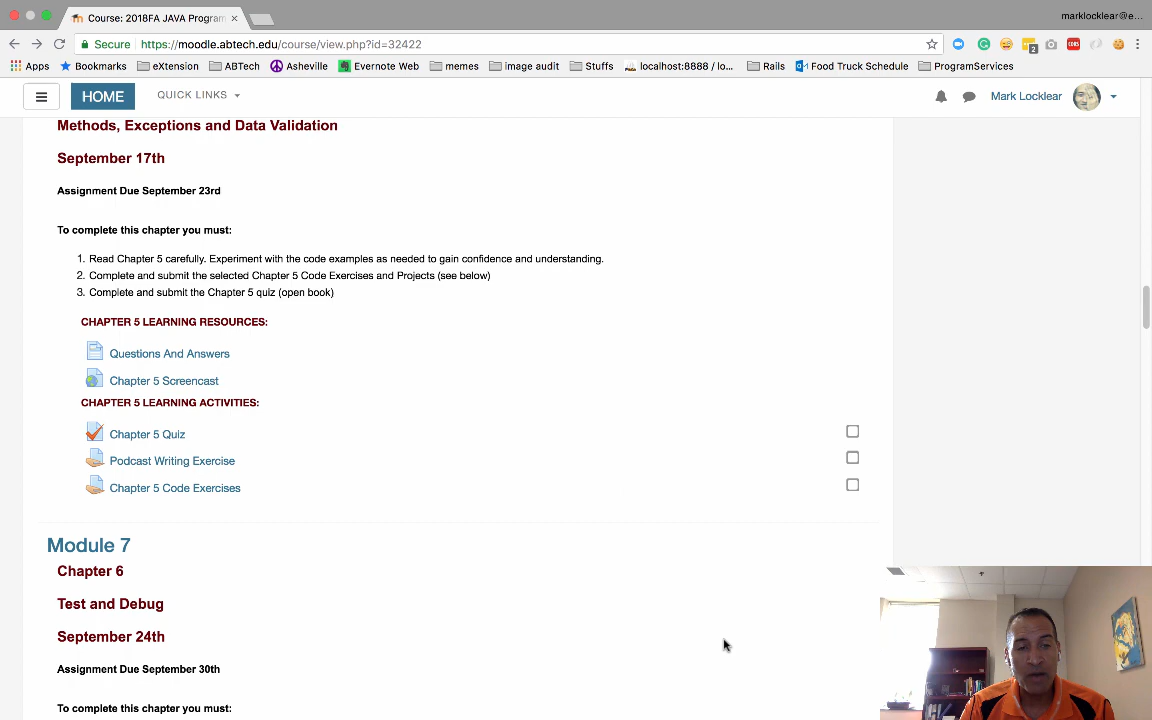 Course: 2018FA JAVA Program
marklocklear@e...
Secure https://moodle.abtech.edu/course/view.php?id=32422
2
CORS
Apps Bookmarks eXtension ABTech Asheville Evernote Web memes image audit Stuffs localhost:8888 / lo... Rails Food Truck Schedule ProgramServices
HOME QUICK LINKS Mark Locklear
Methods, Exceptions and Data Validation
September 17th
Assignment Due September 23rd
To complete this chapter you must:
1. Read Chapter 5 carefully. Experiment with the code examples as needed to gain confidence and understanding.
2. Complete and submit the selected Chapter 5 Code Exercises and Projects (see below)
3. Complete and submit the Chapter 5 quiz (open book)
CHAPTER 5 LEARNING RESOURCES:
Questions And Answers
Chapter 5 Screencast
CHAPTER 5 LEARNING ACTIVITIES:
Chapter 5 Quiz
Podcast Writing Exercise
Chapter 5 Code Exercises
Module 7
Chapter 6
Test and Debug
September 24th
Assignment Due September 30th
To complete this chapter you must: